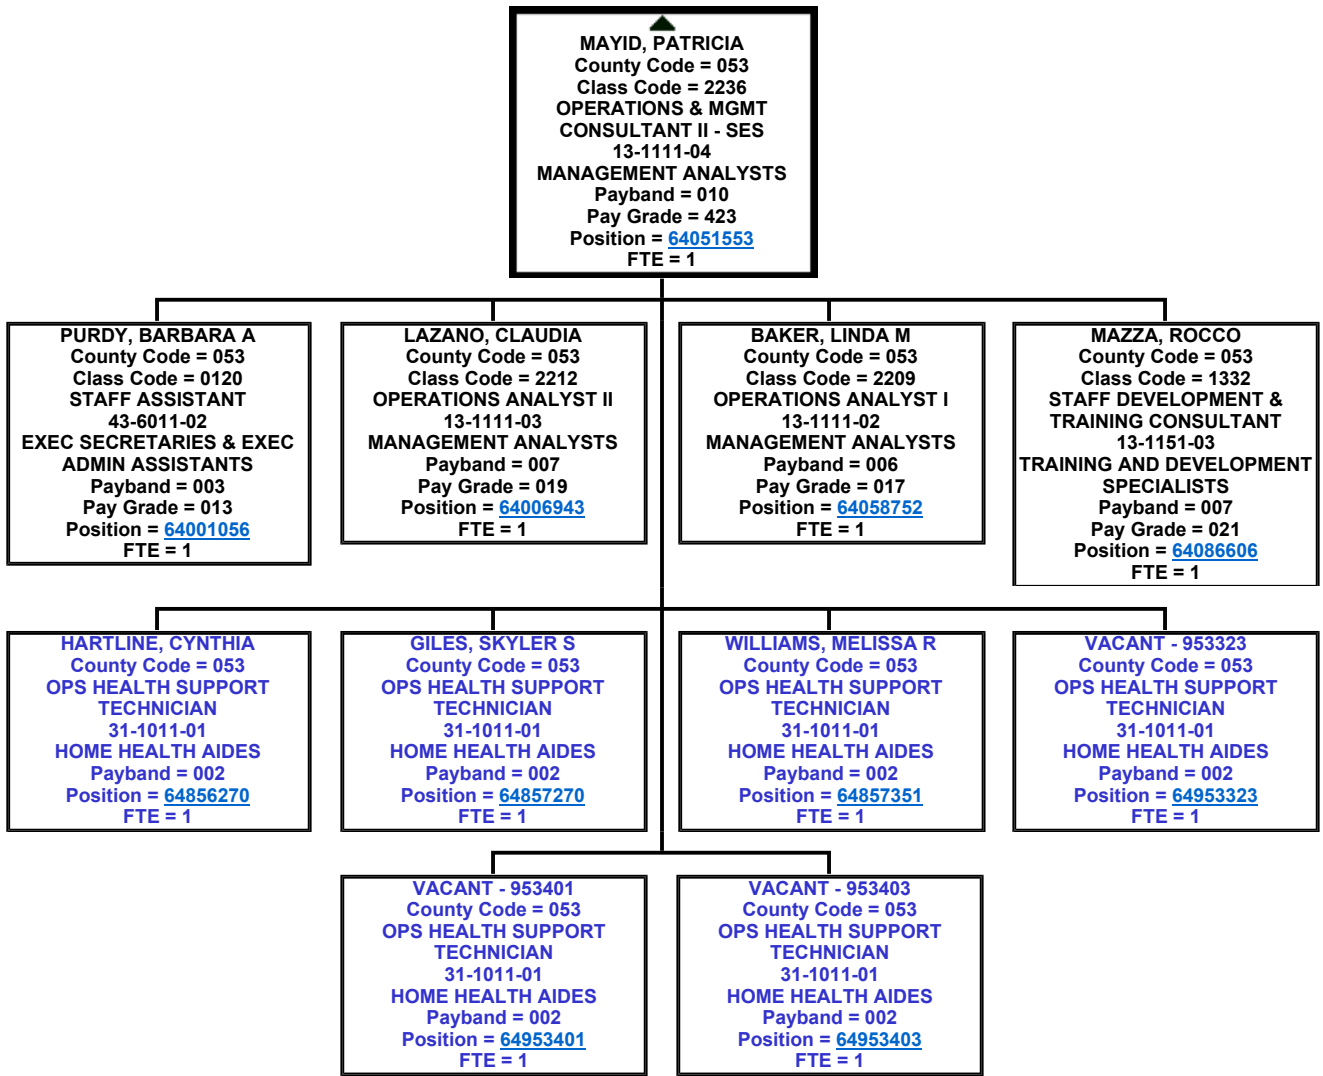 MAYID, PATRICIA
County Code = 053
Class Code = 2236
OPERATIONS & MGMT
CONSULTANT II - SES
13-1111-04
MANAGEMENT ANALYSTS
Payband = 010
Pay Grade = 423
Position = 64051553
FTE = 1
PURDY, BARBARA A
County Code = 053
Class Code = 0120
STAFF ASSISTANT
43-6011-02
EXEC SECRETARIES & EXEC
ADMIN ASSISTANTS
Payband = 003
Pay Grade = 013
Position = 64001056
FTE = 1
LAZANO, CLAUDIA
County Code = 053
Class Code = 2212
OPERATIONS ANALYST II
13-1111-03
MANAGEMENT ANALYSTS
Payband = 007
Pay Grade = 019
Position = 64006943
FTE = 1
BAKER, LINDA M
County Code = 053
Class Code = 2209
OPERATIONS ANALYST I
13-1111-02
MANAGEMENT ANALYSTS
Payband = 006
Pay Grade = 017
Position = 64058752
FTE = 1
MAZZA, ROCCO
County Code = 053
Class Code = 1332
STAFF DEVELOPMENT &
TRAINING CONSULTANT
13-1151-03
TRAINING AND DEVELOPMENT
SPECIALISTS
Payband = 007
Pay Grade = 021
Position = 64086606
FTE = 1
HARTLINE, CYNTHIA
County Code = 053
OPS HEALTH SUPPORT
TECHNICIAN
31-1011-01
HOME HEALTH AIDES
Payband = 002
Position = 64856270
FTE = 1
GILES, SKYLER S
County Code = 053
OPS HEALTH SUPPORT
TECHNICIAN
31-1011-01
HOME HEALTH AIDES
Payband = 002
Position = 64857270
FTE = 1
WILLIAMS, MELISSA R
County Code = 053
OPS HEALTH SUPPORT
TECHNICIAN
31-1011-01
HOME HEALTH AIDES
Payband = 002
Position = 64857351
FTE = 1
VACANT - 953323
County Code = 053
OPS HEALTH SUPPORT
TECHNICIAN
31-1011-01
HOME HEALTH AIDES
Payband = 002
Position = 64953323
FTE = 1
VACANT - 953401
County Code = 053
OPS HEALTH SUPPORT
TECHNICIAN
31-1011-01
HOME HEALTH AIDES
Payband = 002
Position = 64953401
FTE = 1
VACANT - 953403
County Code = 053
OPS HEALTH SUPPORT
TECHNICIAN
31-1011-01
HOME HEALTH AIDES
Payband = 002
Position = 64953403
FTE = 1